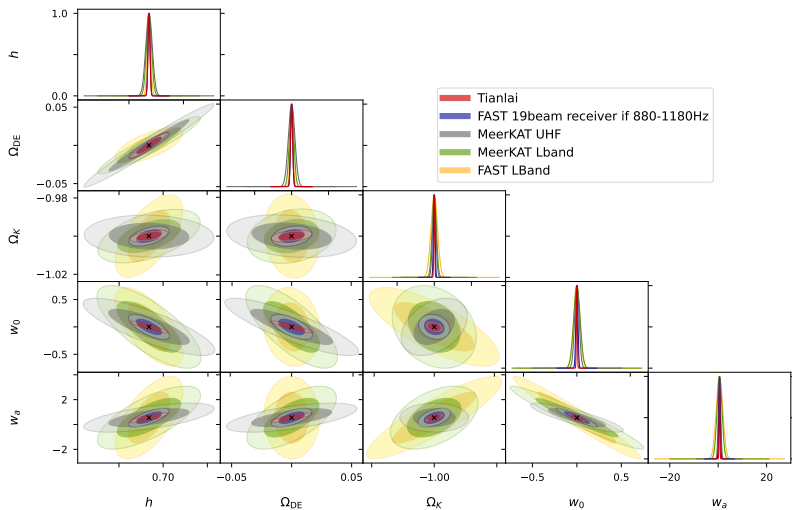 1.0
h
0.0
Tianlai
FAST 19beam receiver if 880-1180Hz
MeerKAT UHF
MeerKAT Lband
FAST LBand
0.05
Ω_DE
−0.05
−0.98
Ω_K
−1.02
0.5
w_0
−0.5
2
w_a
−2
0.70 −0.05 0.05 −1.00 −0.5 0.5 −20 20
h Ω_DE Ω_K w_0 w_a